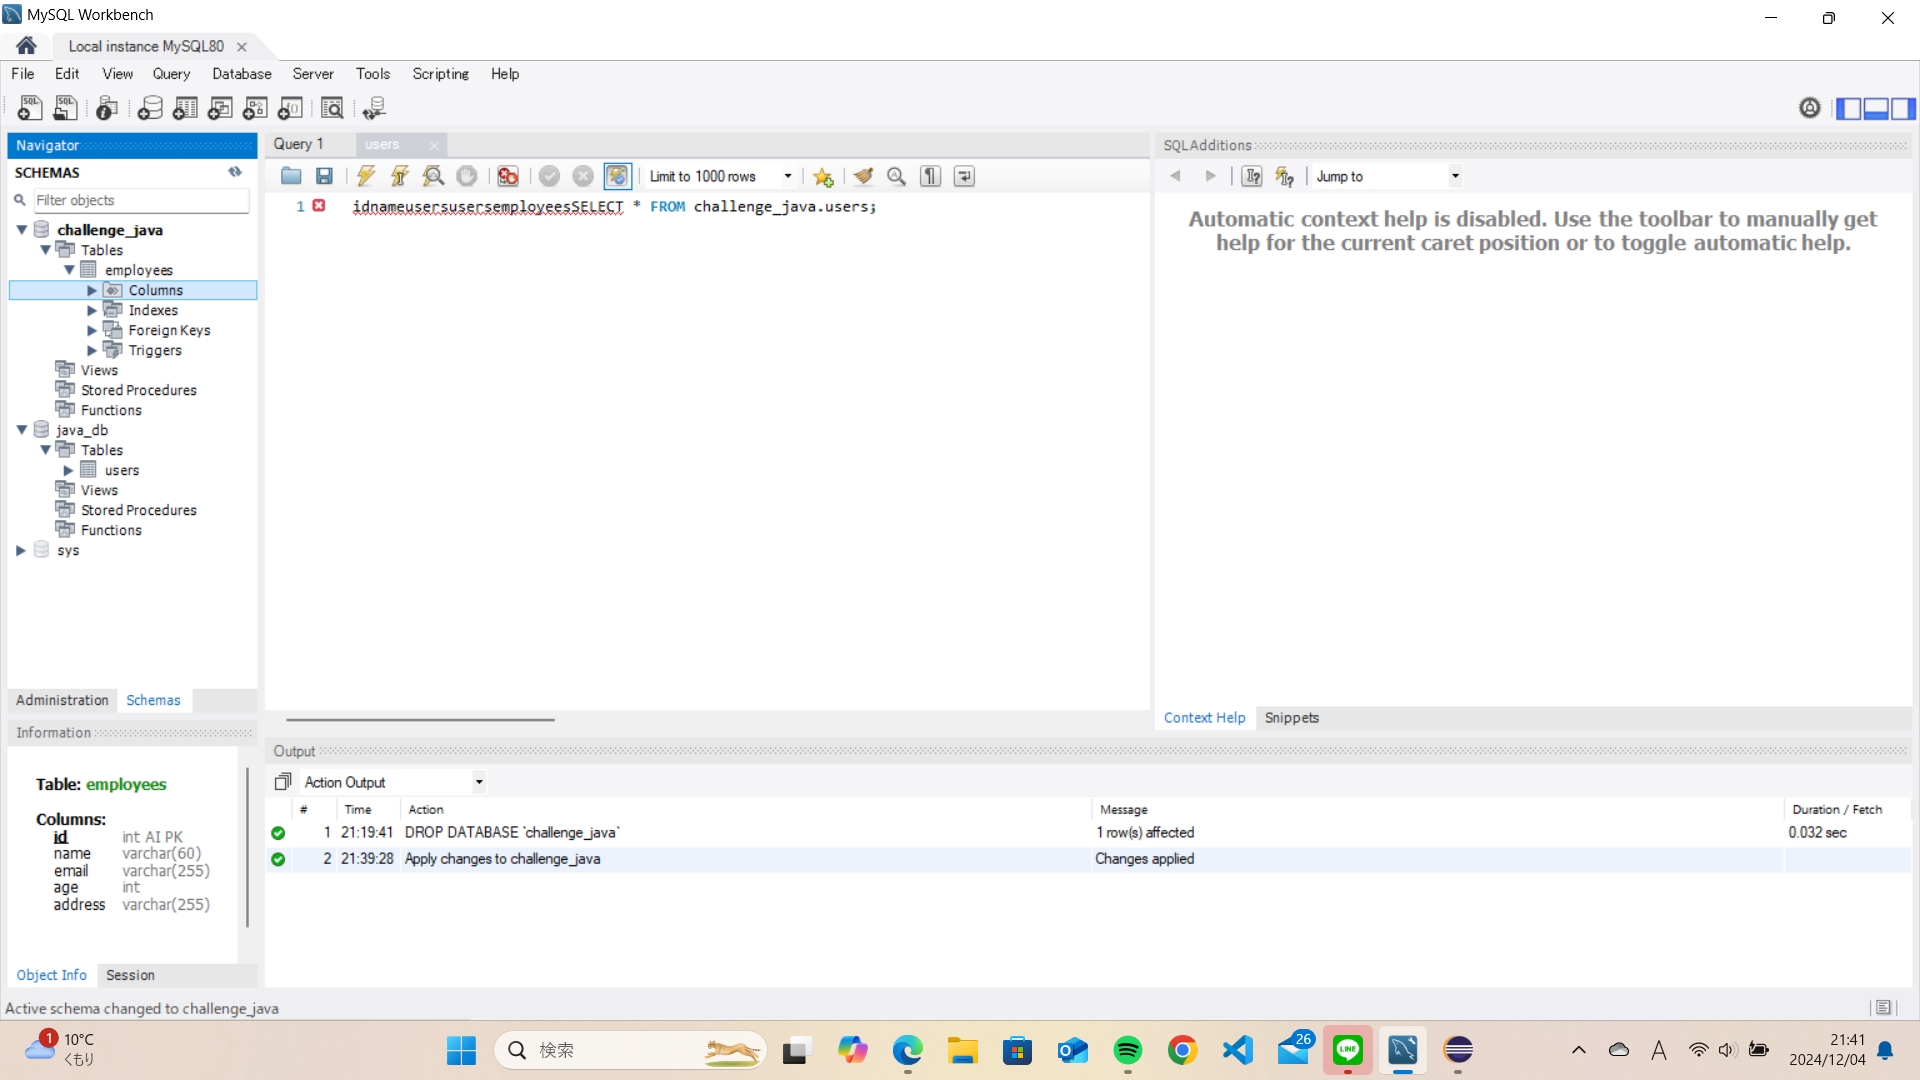 MySQL Workbench
Local instance MySQL80
File Edit View Query Database Server Tools Scripting Help
Navigator
SCHEMAS
Filter objects
challenge_java
Tables
employees
Columns
Indexes
Foreign Keys
Triggers
Views
Stored Procedures
Functions
java_db
Tables
users
Views
Stored Procedures
Functions
sys
Administration Schemas
Information
Table: employees
Columns:
id int AI PK
name varchar(60)
email varchar(255)
age int
address varchar(255)
Object Info Session
Query 1 users
Limit to 1000 rows
1 idnameusersusersemployeesSELECT * FROM challenge_java.users;
SQLAdditions
Jump to
Automatic context help is disabled. Use the toolbar to manually get
help for the current caret position or to toggle automatic help.
Context Help Snippets
Output
Action Output
# Time Action Message Duration / Fetch
1 21:19:41 DROP DATABASE `challenge_java` 1 row(s) affected 0.032 sec
2 21:39:28 Apply changes to challenge_java Changes applied
Active schema changed to challenge_java
1
10°C
くもり
検索
26
LINE
A
21:41
2024/12/04